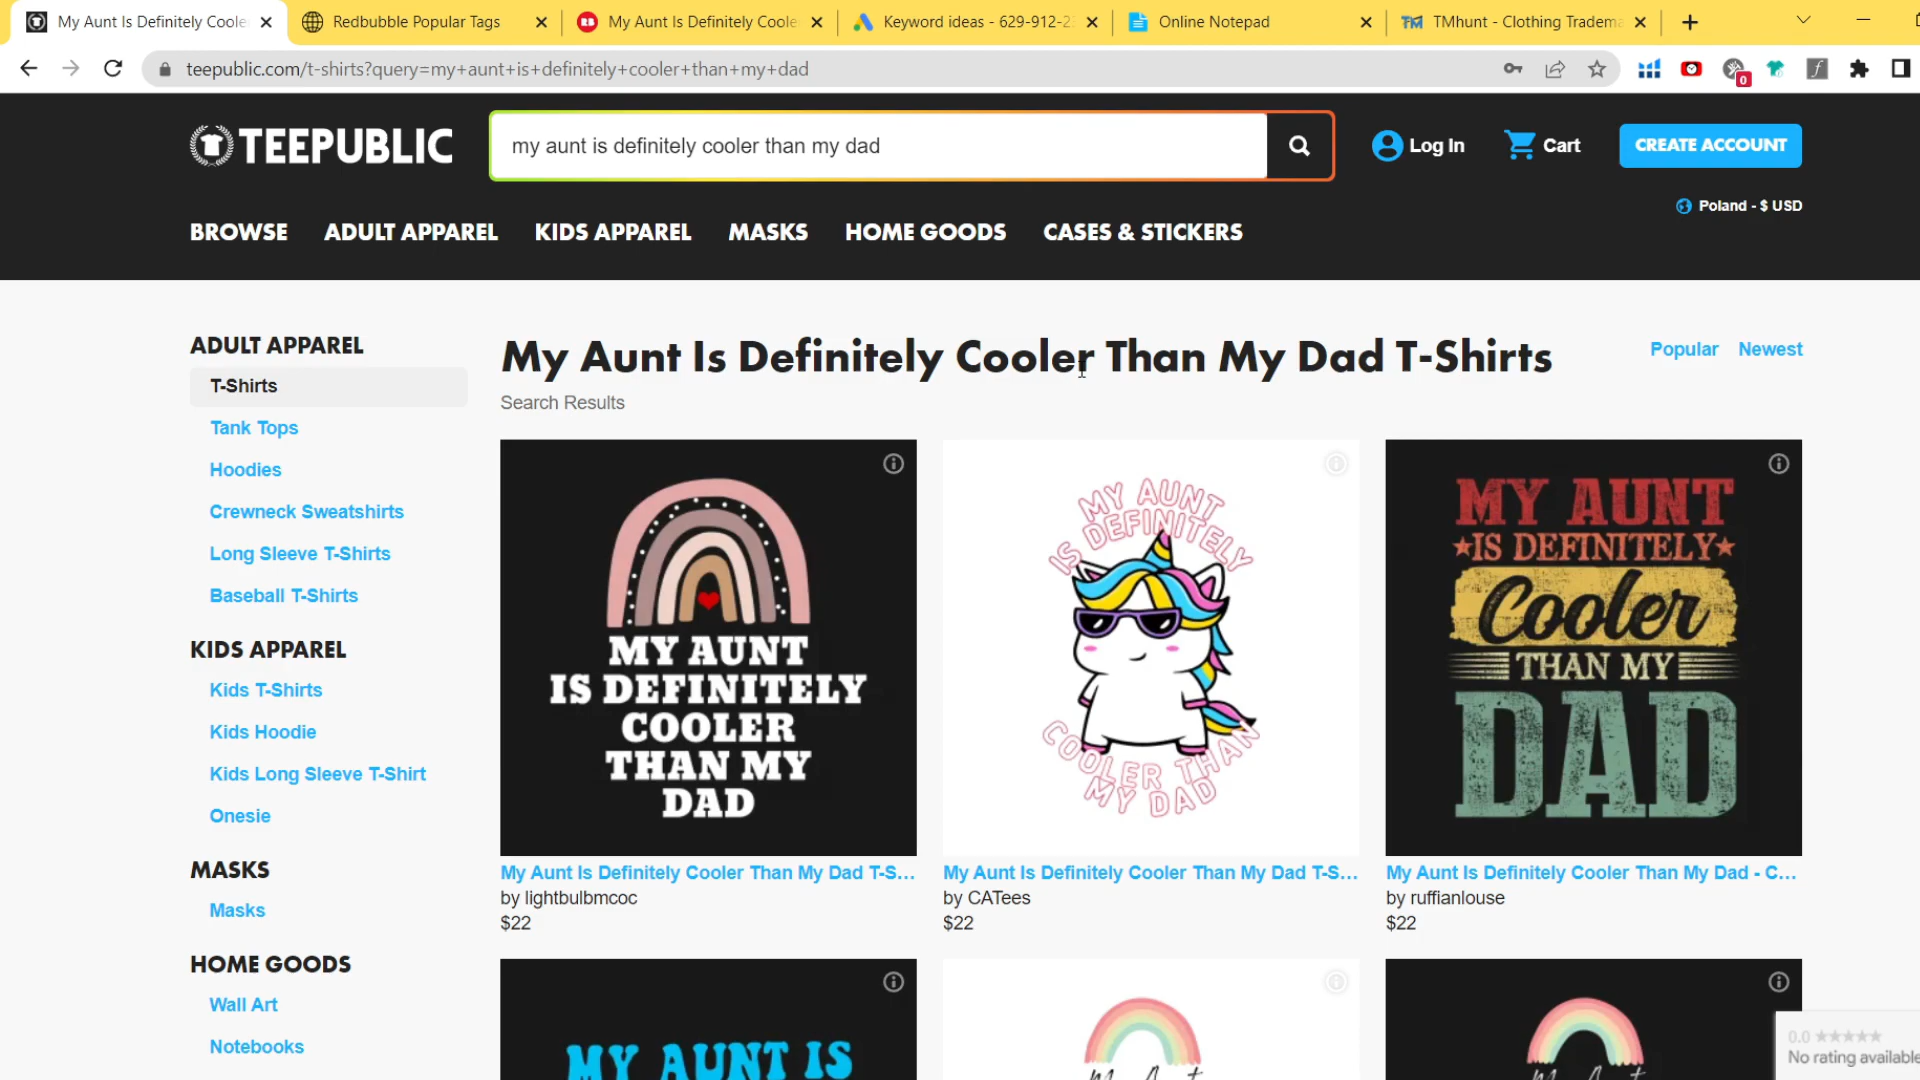 My Aunt Is Definitely Coole
Redbubble Popular Tags
My Aunt Is Definitely Coole
Keyword ideas - 629-912-2
Online Notepad
TMhunt - Clothing Tradema
teepublic.com/t-shirts?query=my+aunt+is+definitely+cooler+than+my+dad
0
TEEPUBLIC
my aunt is definitely cooler than my dad
Log In
Cart
CREATE ACCOUNT
Poland - $ USD
BROWSE
ADULT APPAREL
KIDS APPAREL
MASKS
HOME GOODS
CASES & STICKERS
ADULT APPAREL
T-Shirts
Tank Tops
Hoodies
Crewneck Sweatshirts
Long Sleeve T-Shirts
Baseball T-Shirts
KIDS APPAREL
Kids T-Shirts
Kids Hoodie
Kids Long Sleeve T-Shirt
Onesie
MASKS
Masks
HOME GOODS
Wall Art
Notebooks
My Aunt Is Definitely Cooler Than My Dad T-Shirts
Popular
Newest
Search Results
MY AUNT
IS DEFINITELY
COOLER
THAN MY
DAD
My Aunt Is Definitely Cooler Than My Dad T-S...
by lightbulbmcoc
$22
MY AUNT
IS DEFINITELY
COOLER THAN
MY DAD
My Aunt Is Definitely Cooler Than My Dad T-S...
by CATees
$22
MY AUNT
IS DEFINITELY
Cooler
THAN MY
DAD
My Aunt Is Definitely Cooler Than My Dad - C...
by ruffianlouse
$22
MY AUNT IS
My Aunt
My Aunt
0.0
No rating available